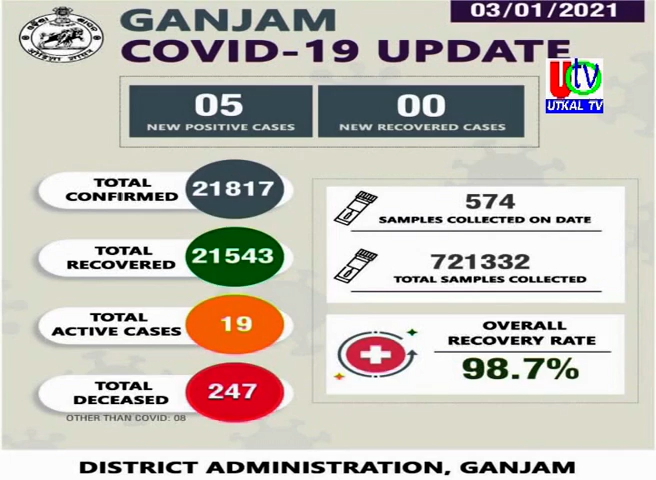 03/01/2021
GANJAM
COVID-19 UPDATE
UTV
UTKAL TV
05
NEW POSITIVE CASES
00
NEW RECOVERED CASES
TOTAL
CONFIRMED
21817
TOTAL
RECOVERED
21543
TOTAL
ACTIVE CASES
19
TOTAL
DECEASED
247
OTHER THAN COVID: 08
574
SAMPLES COLLECTED ON DATE
721332
TOTAL SAMPLES COLLECTED
OVERALL
RECOVERY RATE
98.7%
DISTRICT ADMINISTRATION, GANJAM